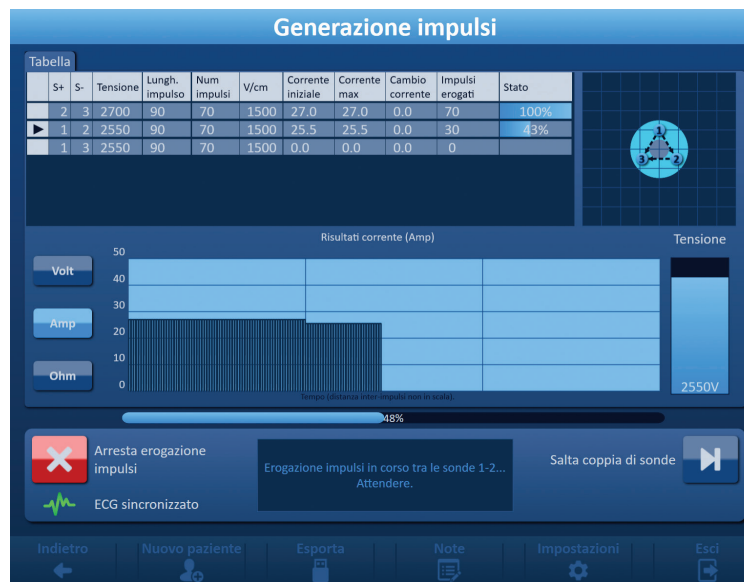 Generazione impulsi
Tabella
S+ S- Tensione Lungh. impulso Num impulsi V/cm Corrente iniziale Corrente max Cambio corrente Impulsi erogati Stato
2 3 2700 90 70 1500 27.0 27.0 0.0 70 100%
1 2 2550 90 70 1500 25.5 25.5 0.0 30 43%
1 3 2550 90 70 1500 0.0 0.0 0.0 0
1
3 2
Risultati corrente (Amp)
Tensione
50
40
30
20
10
0
Volt
Amp
Ohm
2550V
Tempo (distanza inter-impulsi non in scala).
48%
Arresta erogazione
impulsi
ECG sincronizzato
Erogazione impulsi in corso tra le sonde 1-2...
Attendere.
Salta coppia di sonde
Indietro Nuovo paziente Esporta Note Impostazioni Esci